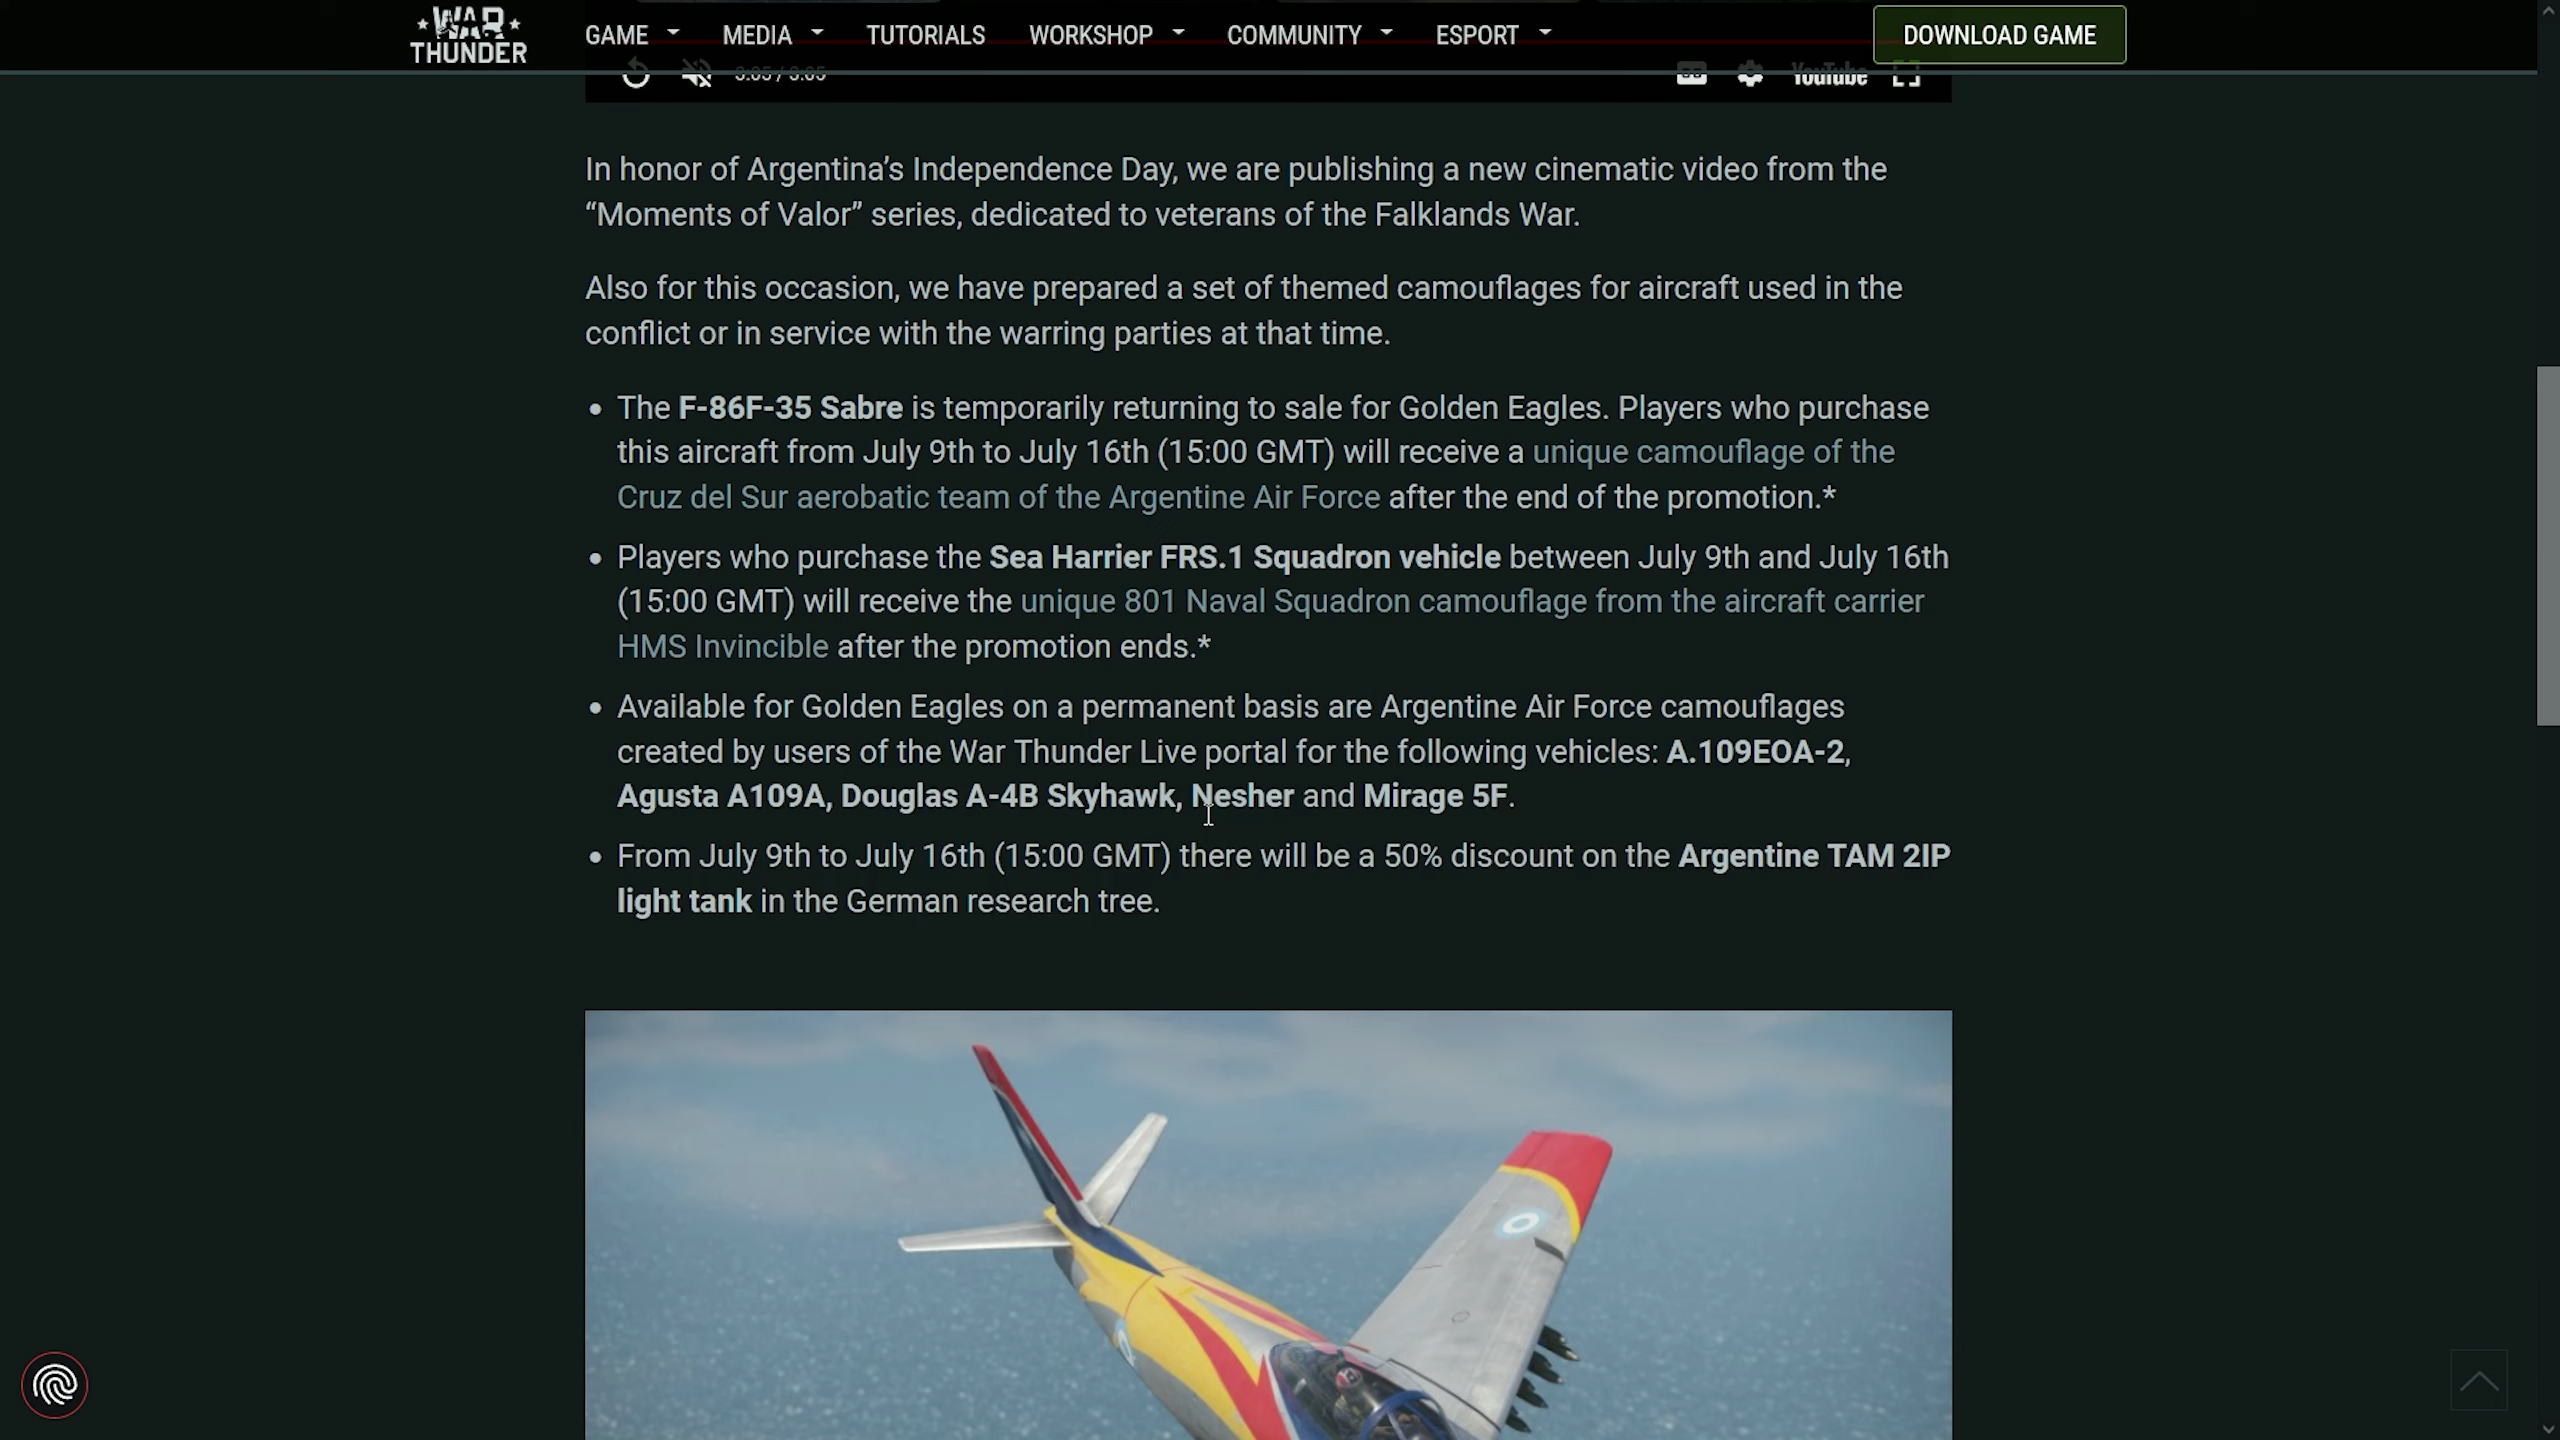 WAR
THUNDER
GAME MEDIA TUTORIALS WORKSHOP COMMUNITY ESPORT DOWNLOAD GAME
3:05 / 3:05 YouTube
In honor of Argentina’s Independence Day, we are publishing a new cinematic video from the
“Moments of Valor” series, dedicated to veterans of the Falklands War.
Also for this occasion, we have prepared a set of themed camouflages for aircraft used in the
conflict or in service with the warring parties at that time.
• The F-86F-35 Sabre is temporarily returning to sale for Golden Eagles. Players who purchase
this aircraft from July 9th to July 16th (15:00 GMT) will receive a unique camouflage of the
Cruz del Sur aerobatic team of the Argentine Air Force after the end of the promotion.*
• Players who purchase the Sea Harrier FRS.1 Squadron vehicle between July 9th and July 16th
(15:00 GMT) will receive the unique 801 Naval Squadron camouflage from the aircraft carrier
HMS Invincible after the promotion ends.*
• Available for Golden Eagles on a permanent basis are Argentine Air Force camouflages
created by users of the War Thunder Live portal for the following vehicles: A.109EOA-2,
Agusta A109A, Douglas A-4B Skyhawk, Nesher and Mirage 5F.
• From July 9th to July 16th (15:00 GMT) there will be a 50% discount on the Argentine TAM 2IP
light tank in the German research tree.